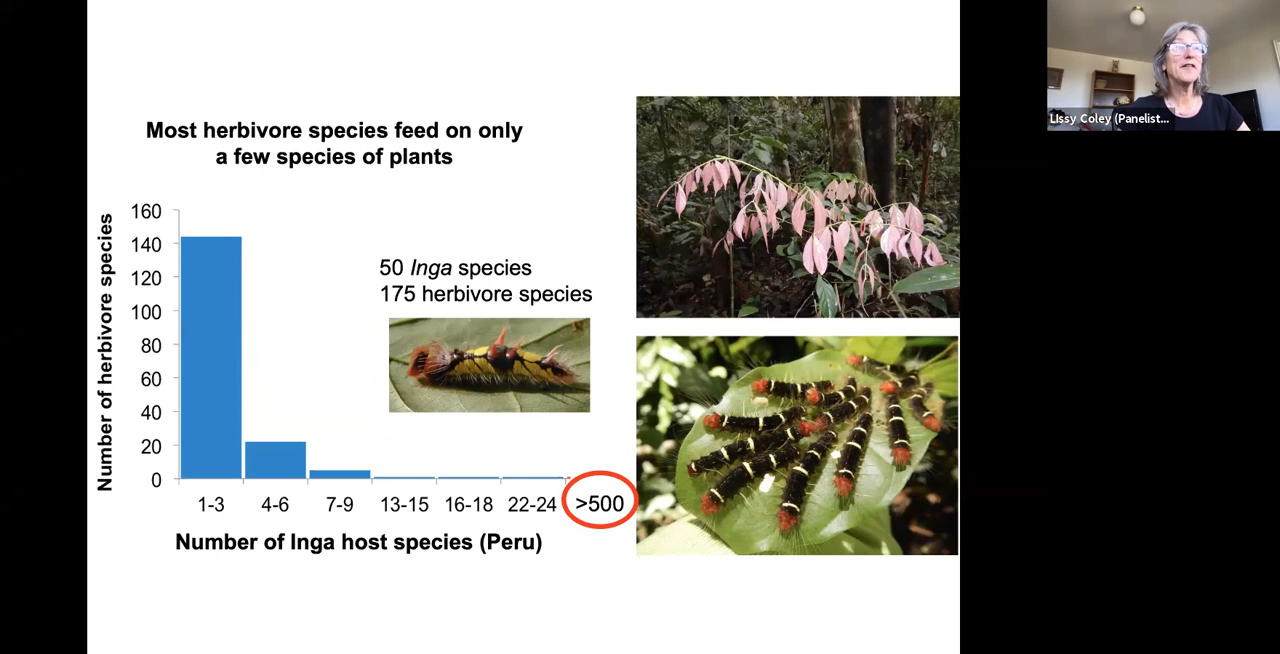 Most herbivore species feed on only
a few species of plants
Number of herbivore species
160
140
120
100
80
60
40
20
0
50 Inga species
175 herbivore species
1-3 4-6 7-9 13-15 16-18 22-24 >500
Number of Inga host species (Peru)
Lissy Coley (Panelist...